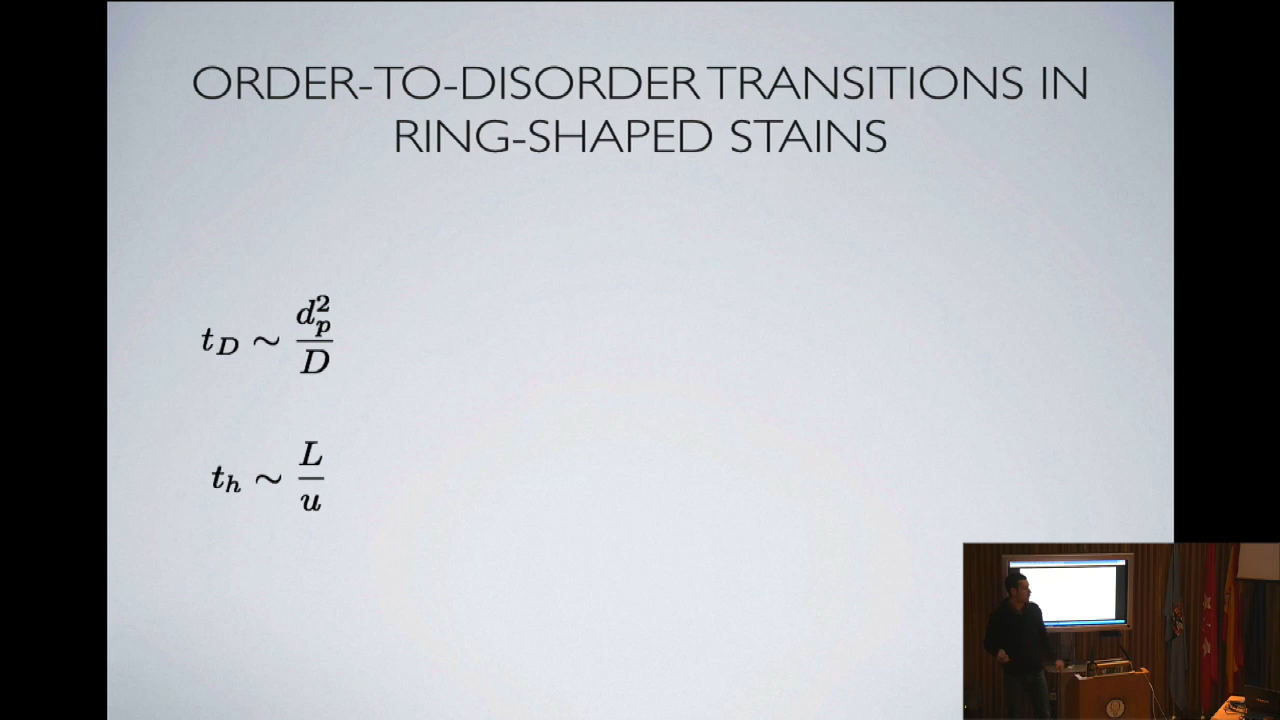 ORDER-TO-DISORDER TRANSITIONS IN
RING-SHAPED STAINS
t_D ~ d_p^2 / D
t_h ~ L / u